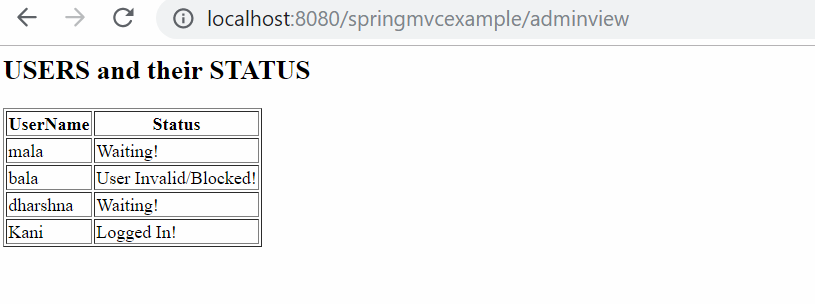 localhost:8080/springmvcexample/adminview
USERS and their STATUS
UserName Status
mala Waiting!
bala User Invalid/Blocked!
dharshna Waiting!
Kani Logged In!